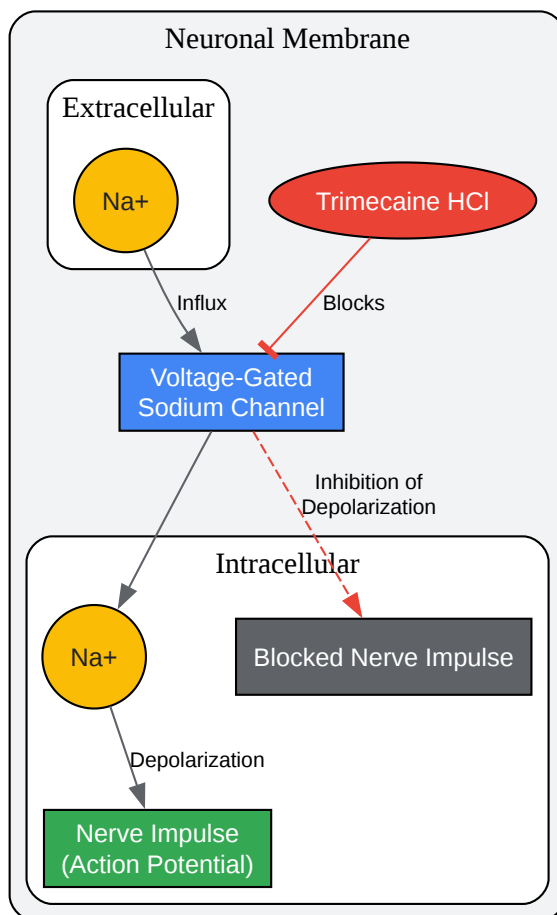 Neuronal Membrane
Extracellular
Na+
Trimecaine HCl
Influx
Blocks
Voltage-Gated
Sodium Channel
Inhibition of
Depolarization
Intracellular
Na+
Blocked Nerve Impulse
Depolarization
Nerve Impulse
(Action Potential)